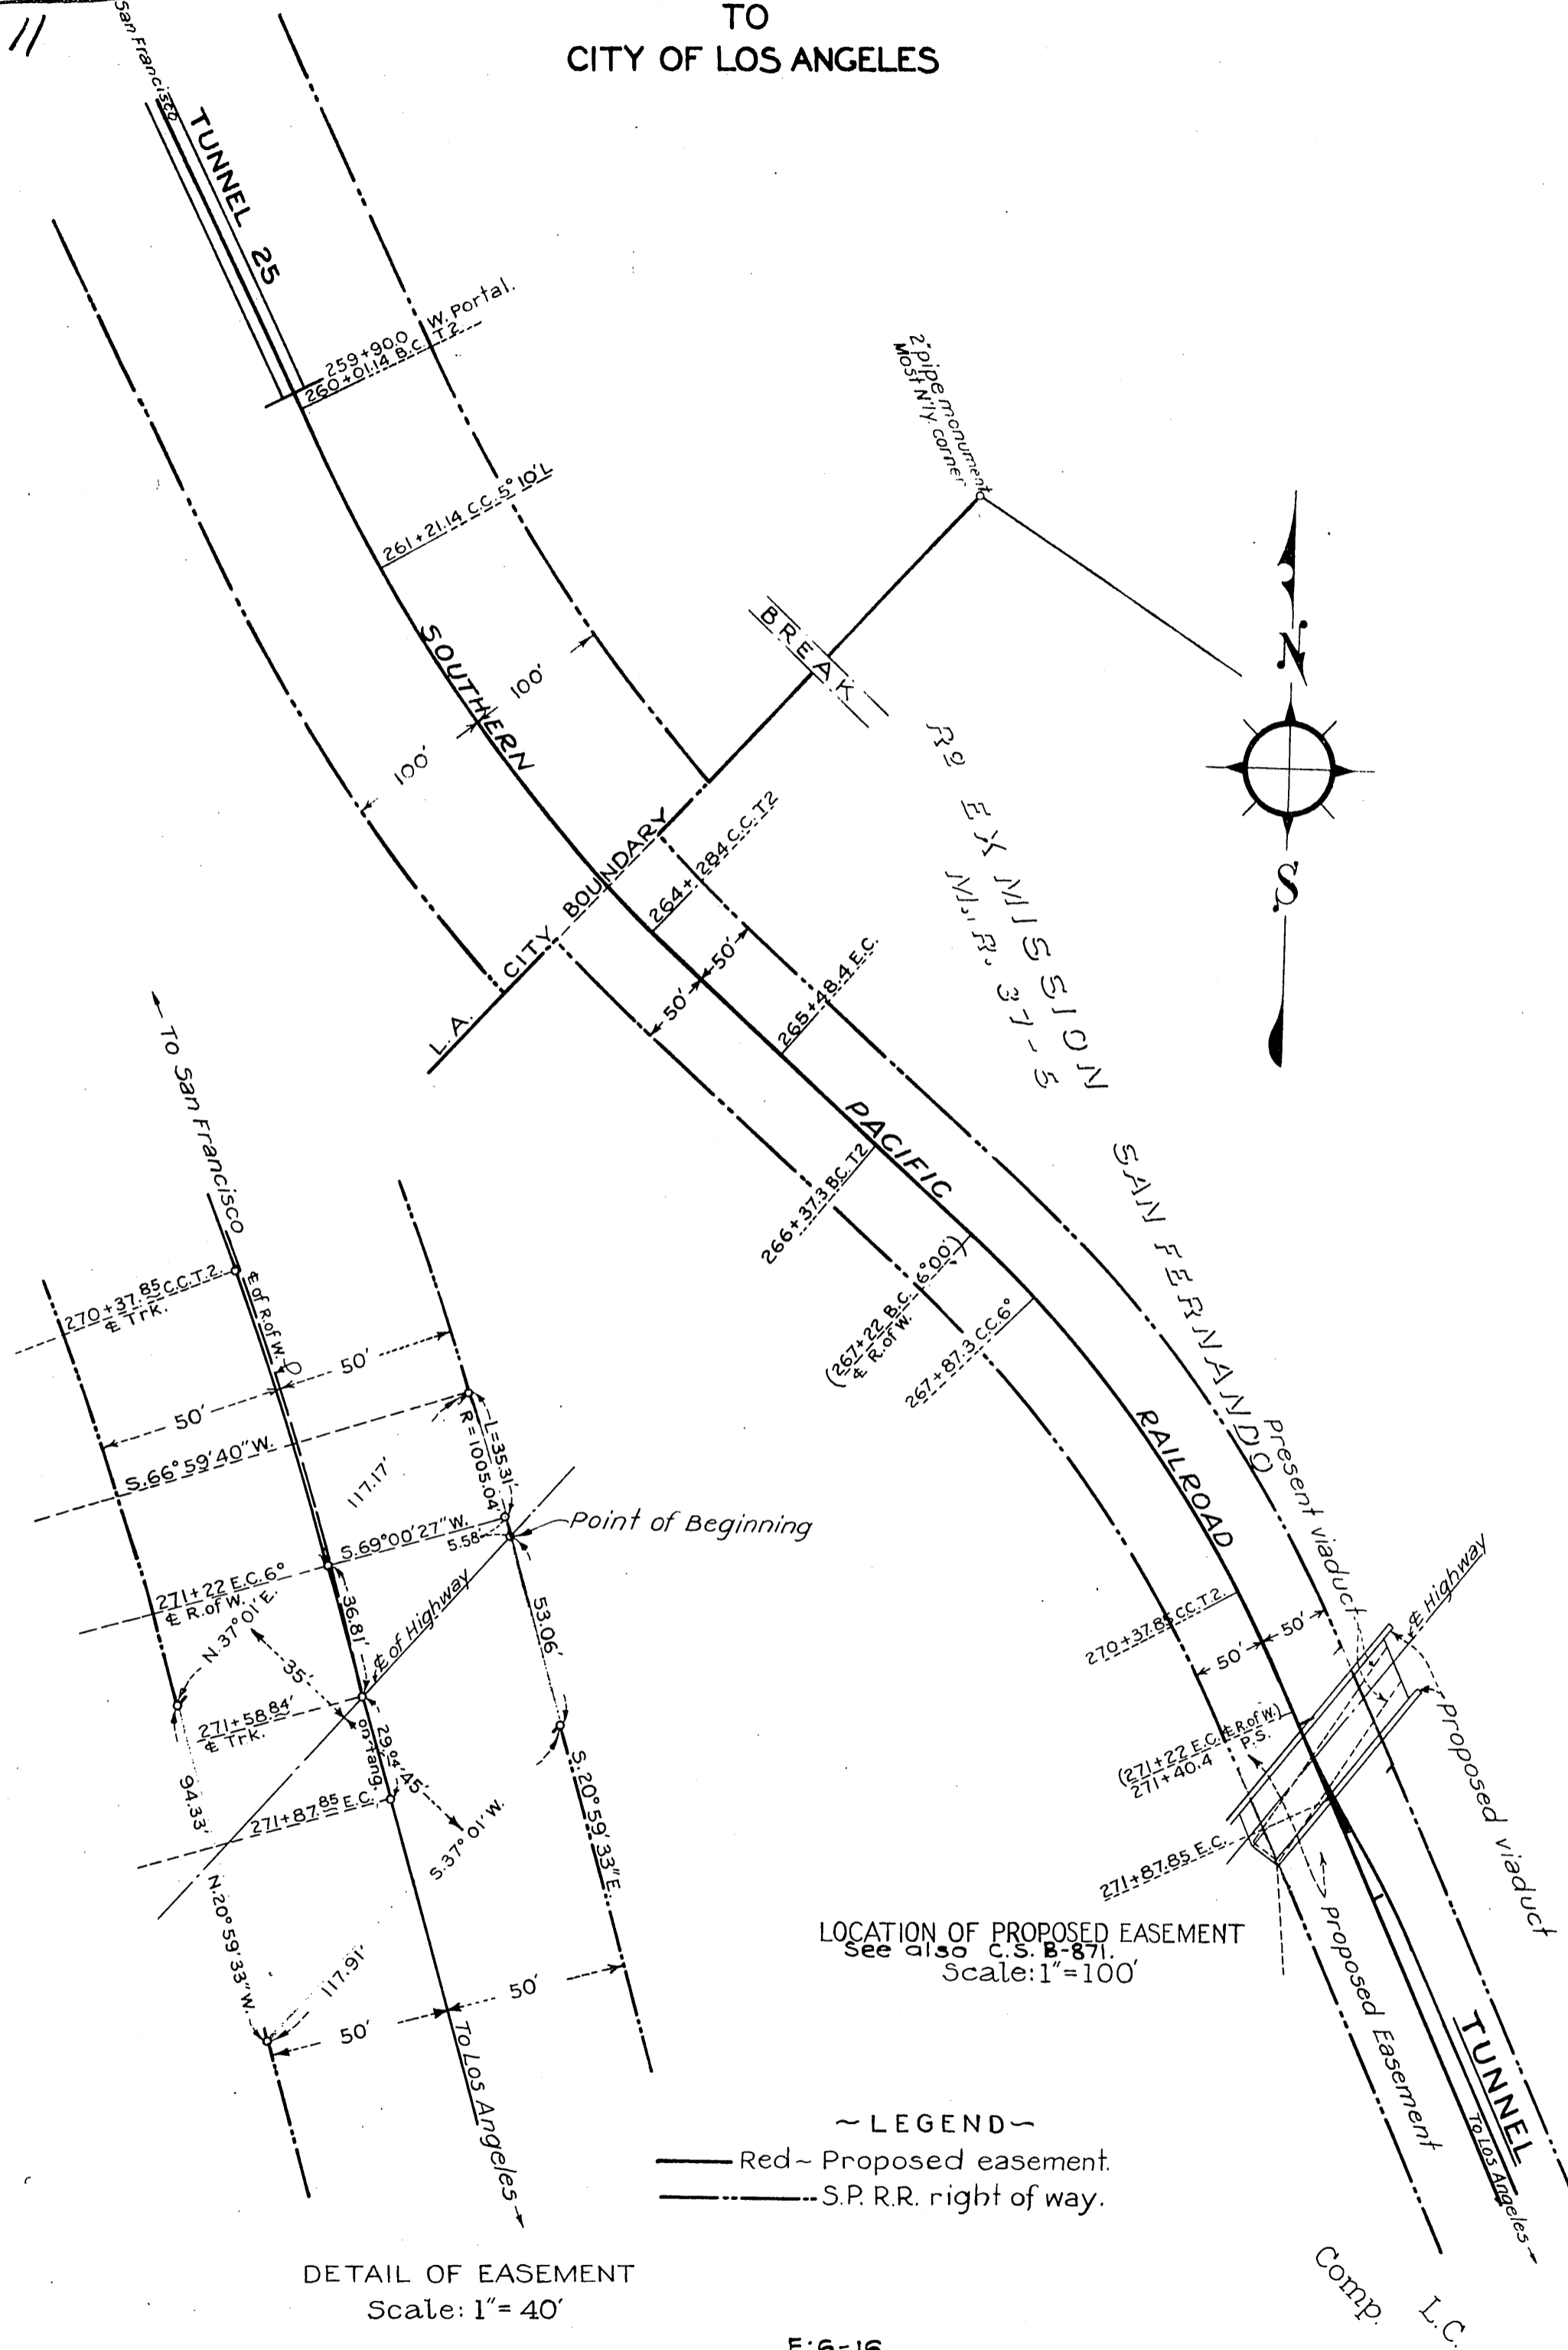 11
TO
CITY OF LOS ANGELES
San Francisco
TUNNEL 25
259+90.0 W. Portal.
260+01.14 B.C. T2
261+21.14 C.C. 5°10'L
2" pipe monument
Most N'ly. corner
BREAK
SOUTHERN
100'
100'
N
S
L.A. CITY BOUNDARY
264+ .284 C.C. T2
50'
50'
265+48.4 E.C.
Rº EX MISSION SAN FERNANDO
M. R. 37-5
PACIFIC
266+37.3 B.C. T2
(267+22 B.C. 6°00')
℄ R. of W.
267+87.3 C.C. 6°
RAILROAD
Present viaduct
℄ Highway
270+37.85 C.C. T.2.
50'
50'
(271+22 E.C. ℄ R. of W.)
271+40.4 P.S.
271+87.85 E.C.
Proposed viaduct
Proposed Easement
TUNNEL
To Los Angeles
LOCATION OF PROPOSED EASEMENT
See also C.S. B-871.
Scale: 1"=100'
To San Francisco
270+37.85 C.C. T.2.
℄ Trk.
℄ of R. of W.
50'
50'
S. 66° 59' 40" W.
117.17'
L=35.31'
R=1005.04'
S. 69° 00' 27" W.
5.58
Point of Beginning
271+22 E.C. 6°
℄ R. of W.
N. 37° 01' E.
36.81'
℄ of Highway
53.06'
35'
271+58.84'
℄ Trk.
29.04'
on tang.
45'
271+87.85 E.C.
S. 37° 01' W.
94.33'
S. 20° 59' 33" E.
N. 20° 59' 33" W.
117.91'
50'
50'
To Los Angeles
~ LEGEND ~
Red ~ Proposed easement.
S.P. R.R. right of way.
DETAIL OF EASEMENT
Scale: 1" = 40'
Comp. L.C.